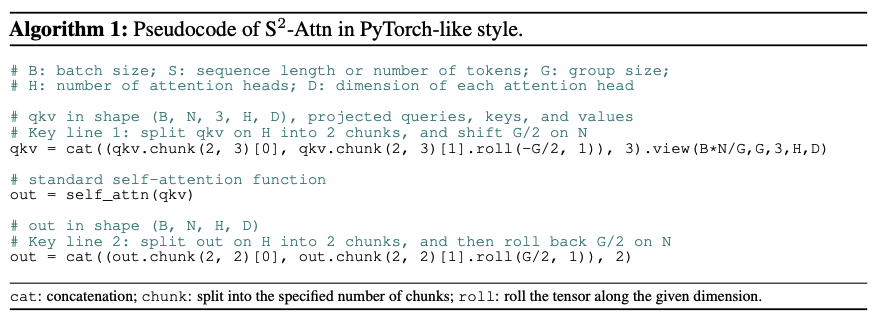 Algorithm 1: Pseudocode of S²-Attn in PyTorch-like style.
# B: batch size; S: sequence length or number of tokens; G: group size;
# H: number of attention heads; D: dimension of each attention head
# qkv in shape (B, N, 3, H, D), projected queries, keys, and values
# Key line 1: split qkv on H into 2 chunks, and shift G/2 on N
qkv = cat((qkv.chunk(2, 3)[0], qkv.chunk(2, 3)[1].roll(-G/2, 1)), 3).view(B*N/G,G,3,H,D)
# standard self-attention function
out = self_attn(qkv)
# out in shape (B, N, H, D)
# Key line 2: split out on H into 2 chunks, and then roll back G/2 on N
out = cat((out.chunk(2, 2)[0], out.chunk(2, 2)[1].roll(G/2, 1)), 2)
cat: concatenation; chunk: split into the specified number of chunks; roll: roll the tensor along the given dimension.